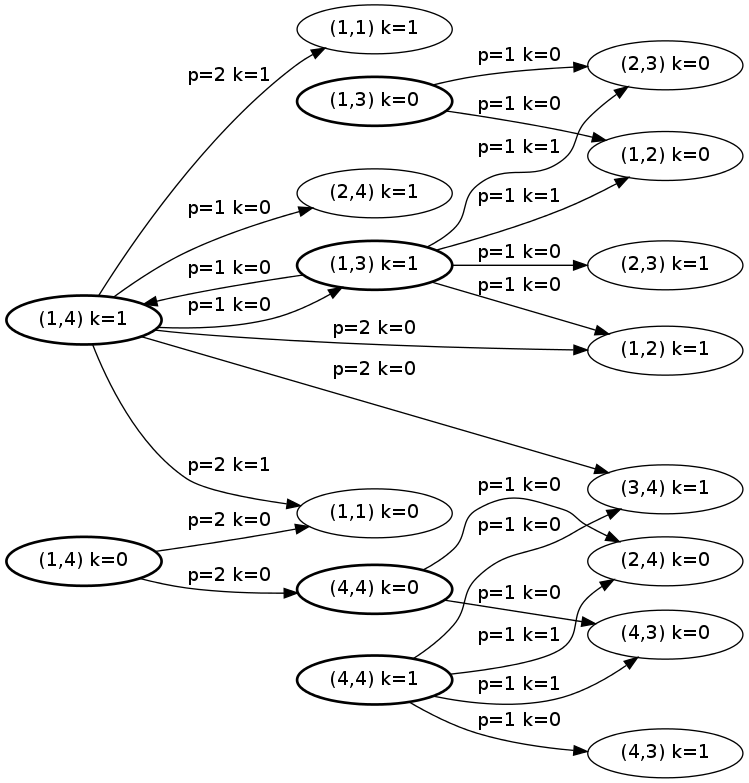 (1,1) k=1
p=1 k=0
(2,3) k=0
p=2 k=1
(1,3) k=0
p=1 k=0
p=1 k=1
(1,2) k=0
(2,4) k=1
p=1 k=1
p=1 k=0
p=1 k=0
(1,3) k=1
p=1 k=0
(2,3) k=1
p=1 k=0
p=1 k=0
(1,4) k=1
p=2 k=0
(1,2) k=1
p=2 k=0
p=2 k=1
p=1 k=0
(3,4) k=1
(1,1) k=0
p=2 k=0
p=1 k=0
(1,4) k=0
(2,4) k=0
p=2 k=0
(4,4) k=0
p=1 k=0
p=1 k=1
(4,3) k=0
(4,4) k=1
p=1 k=1
p=1 k=0
(4,3) k=1